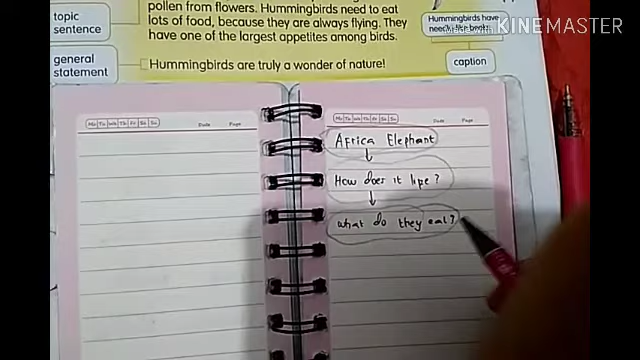 topic
sentence
general
statement
pollen from flowers. Hummingbirds need to eat
lots of food, because they are always flying. They
have one of the largest appetites among birds.
Hummingbirds are truly a wonder of nature!
Hummingbirds have
caption
KINEMASTER
Mo Tu We Th Fr Sa Su
Date Page
Mo Tu We Th Fr Sa Su
Date Page
Africa Elephant
How does it lipe?
What do they eat?